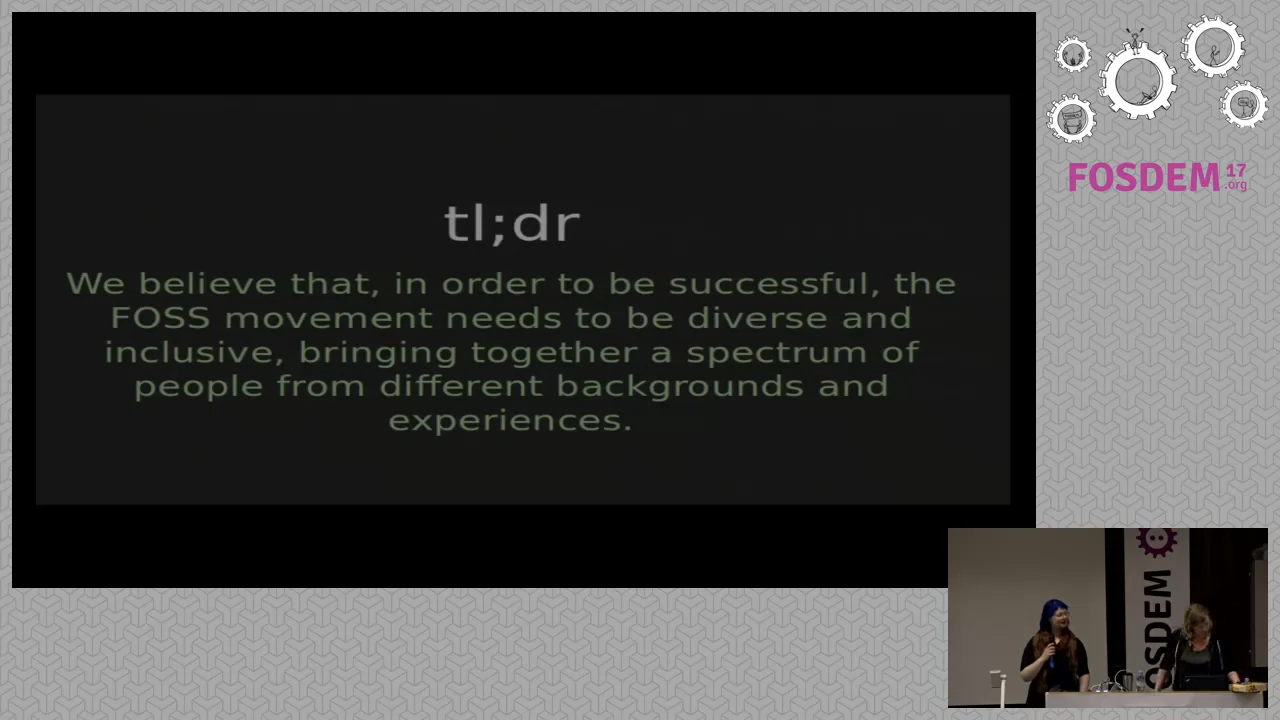 tl;dr
We believe that, in order to be successful, the
FOSS movement needs to be diverse and
inclusive, bringing together a spectrum of
people from different backgrounds and
experiences.
FOSDEM 17
.org
OSDEM